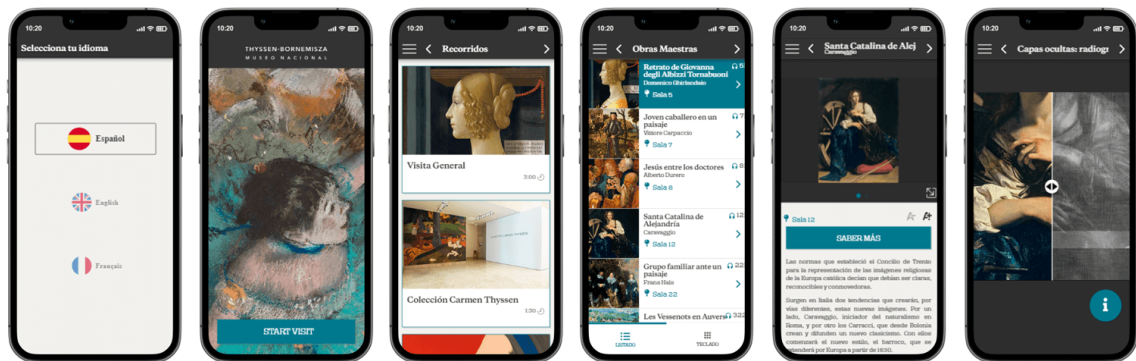 10:20
Selecciona tu idioma
Español
English
Français
10:20
THYSSEN-BORNEMISZA
MUSEO NACIONAL
START VISIT
10:20
Recorridos
Visita General
3:00
Colección Carmen Thyssen
1:30
10:20
Obras Maestras
Retrato de Giovanna
degli Albizzi Tornabuoni
Domenico Ghirlandaio
Sala 5
Joven caballero en un
paisaje
Vittore Carpaccio
Sala 7
7
Jesús entre los doctores
Alberto Durero
Sala 8
Santa Catalina de
Alejandría
Caravaggio
Sala 12
12
Grupo familiar ante un
paisaje
Frans Hals
Sala 22
22
Les Vessenots en Auvers
LISTADO
TECLADO
10:20
Santa Catalina de Alej
Caravaggio
Sala 12
A- A+
SABER MÁS
Las normas que estableció el Concilio de Trento
para la representación de las imágenes religiosas
de la Europa católica decían que debían ser claras,
reconocibles y conmovedoras.
Surgen en Italia dos tendencias que crearán, por
vías diferentes, estas nuevas imágenes. Por un
lado, Caravaggio, iniciador del naturalismo en
Roma, y por otro los Carracci, que desde Bolonia
crean y difunden un nuevo clasicismo. Con ellos
comenzará el nuevo estilo, el barroco, que se
extenderá por Europa a partir de 1630.
10:20
Capas ocultas: radiogr
i